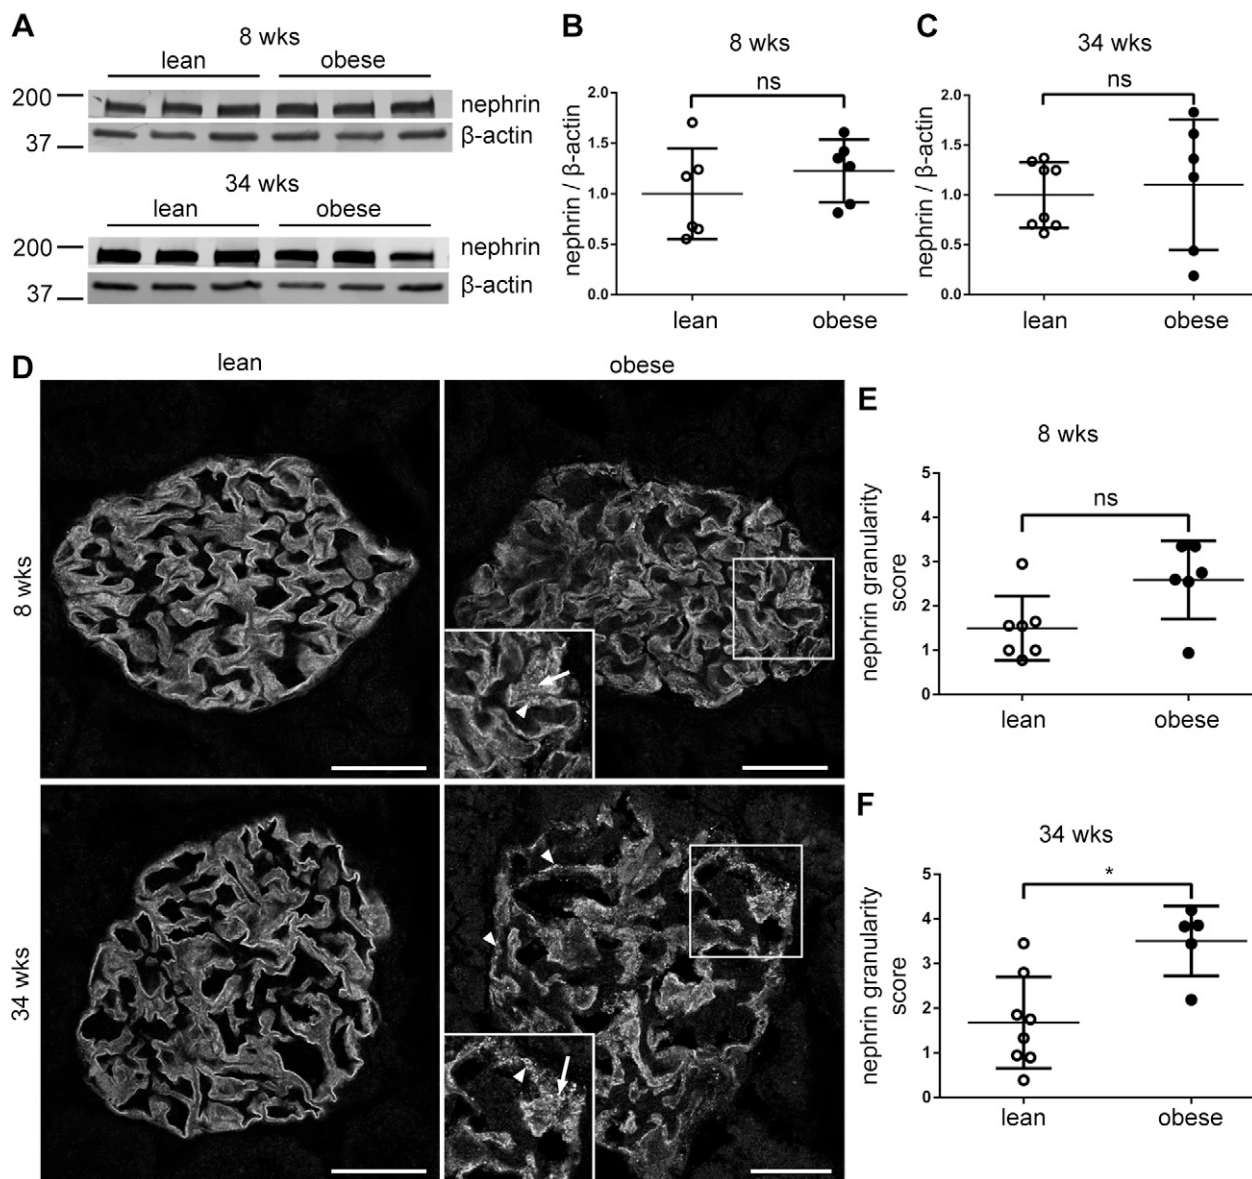 A
8 wks
lean obese
200
nephrin
β-actin
37
34 wks
lean obese
200
nephrin
β-actin
37
B
8 wks
ns
nephrin / β-actin
2.0
1.5
1.0
0.5
0.0
lean obese
C
34 wks
ns
nephrin / β-actin
2.0
1.5
1.0
0.5
0.0
lean obese
D
lean obese
8 wks
34 wks
E
8 wks
ns
nephrin granularity
score
5
4
3
2
1
0
lean obese
F
34 wks
*
nephrin granularity
score
5
4
3
2
1
0
lean obese